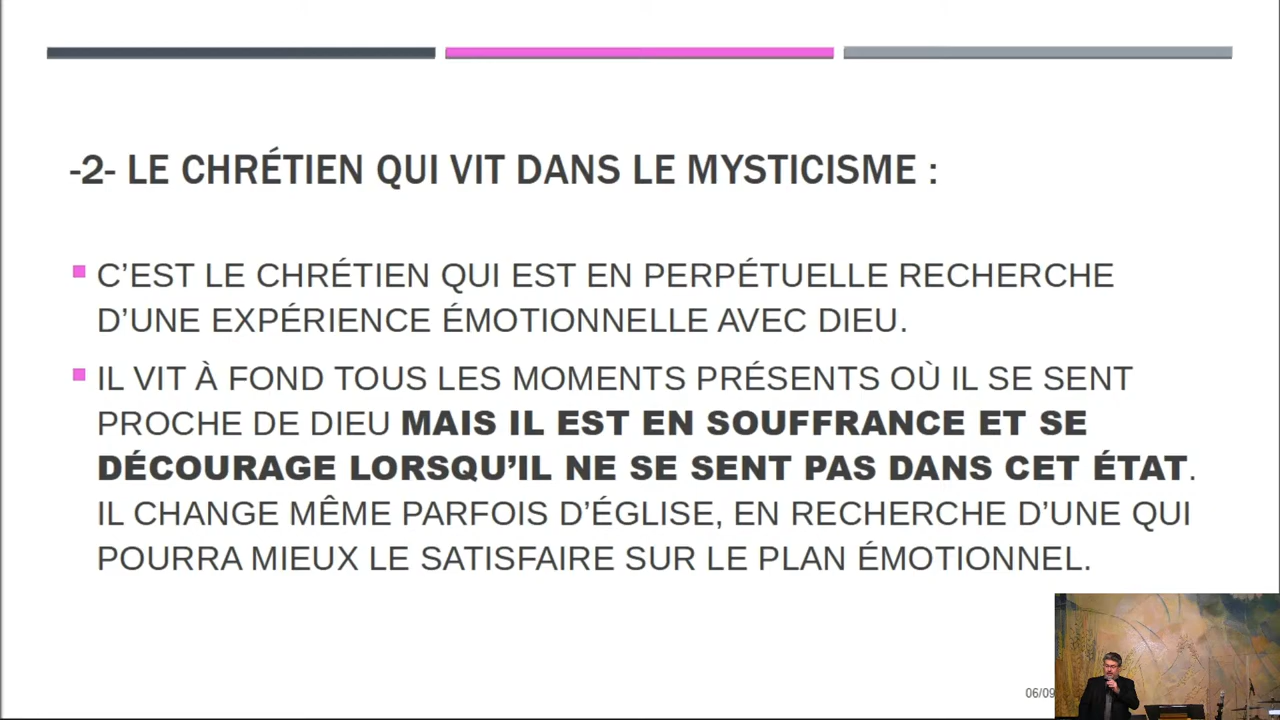 -2- LE CHRÉTIEN QUI VIT DANS LE MYSTICISME :
C’EST LE CHRÉTIEN QUI EST EN PERPÉTUELLE RECHERCHE
D’UNE EXPÉRIENCE ÉMOTIONNELLE AVEC DIEU.
IL VIT À FOND TOUS LES MOMENTS PRÉSENTS OÙ IL SE SENT
PROCHE DE DIEU MAIS IL EST EN SOUFFRANCE ET SE
DÉCOURAGE LORSQU’IL NE SE SENT PAS DANS CET ÉTAT.
IL CHANGE MÊME PARFOIS D’ÉGLISE, EN RECHERCHE D’UNE QUI
POURRA MIEUX LE SATISFAIRE SUR LE PLAN ÉMOTIONNEL.
06/09